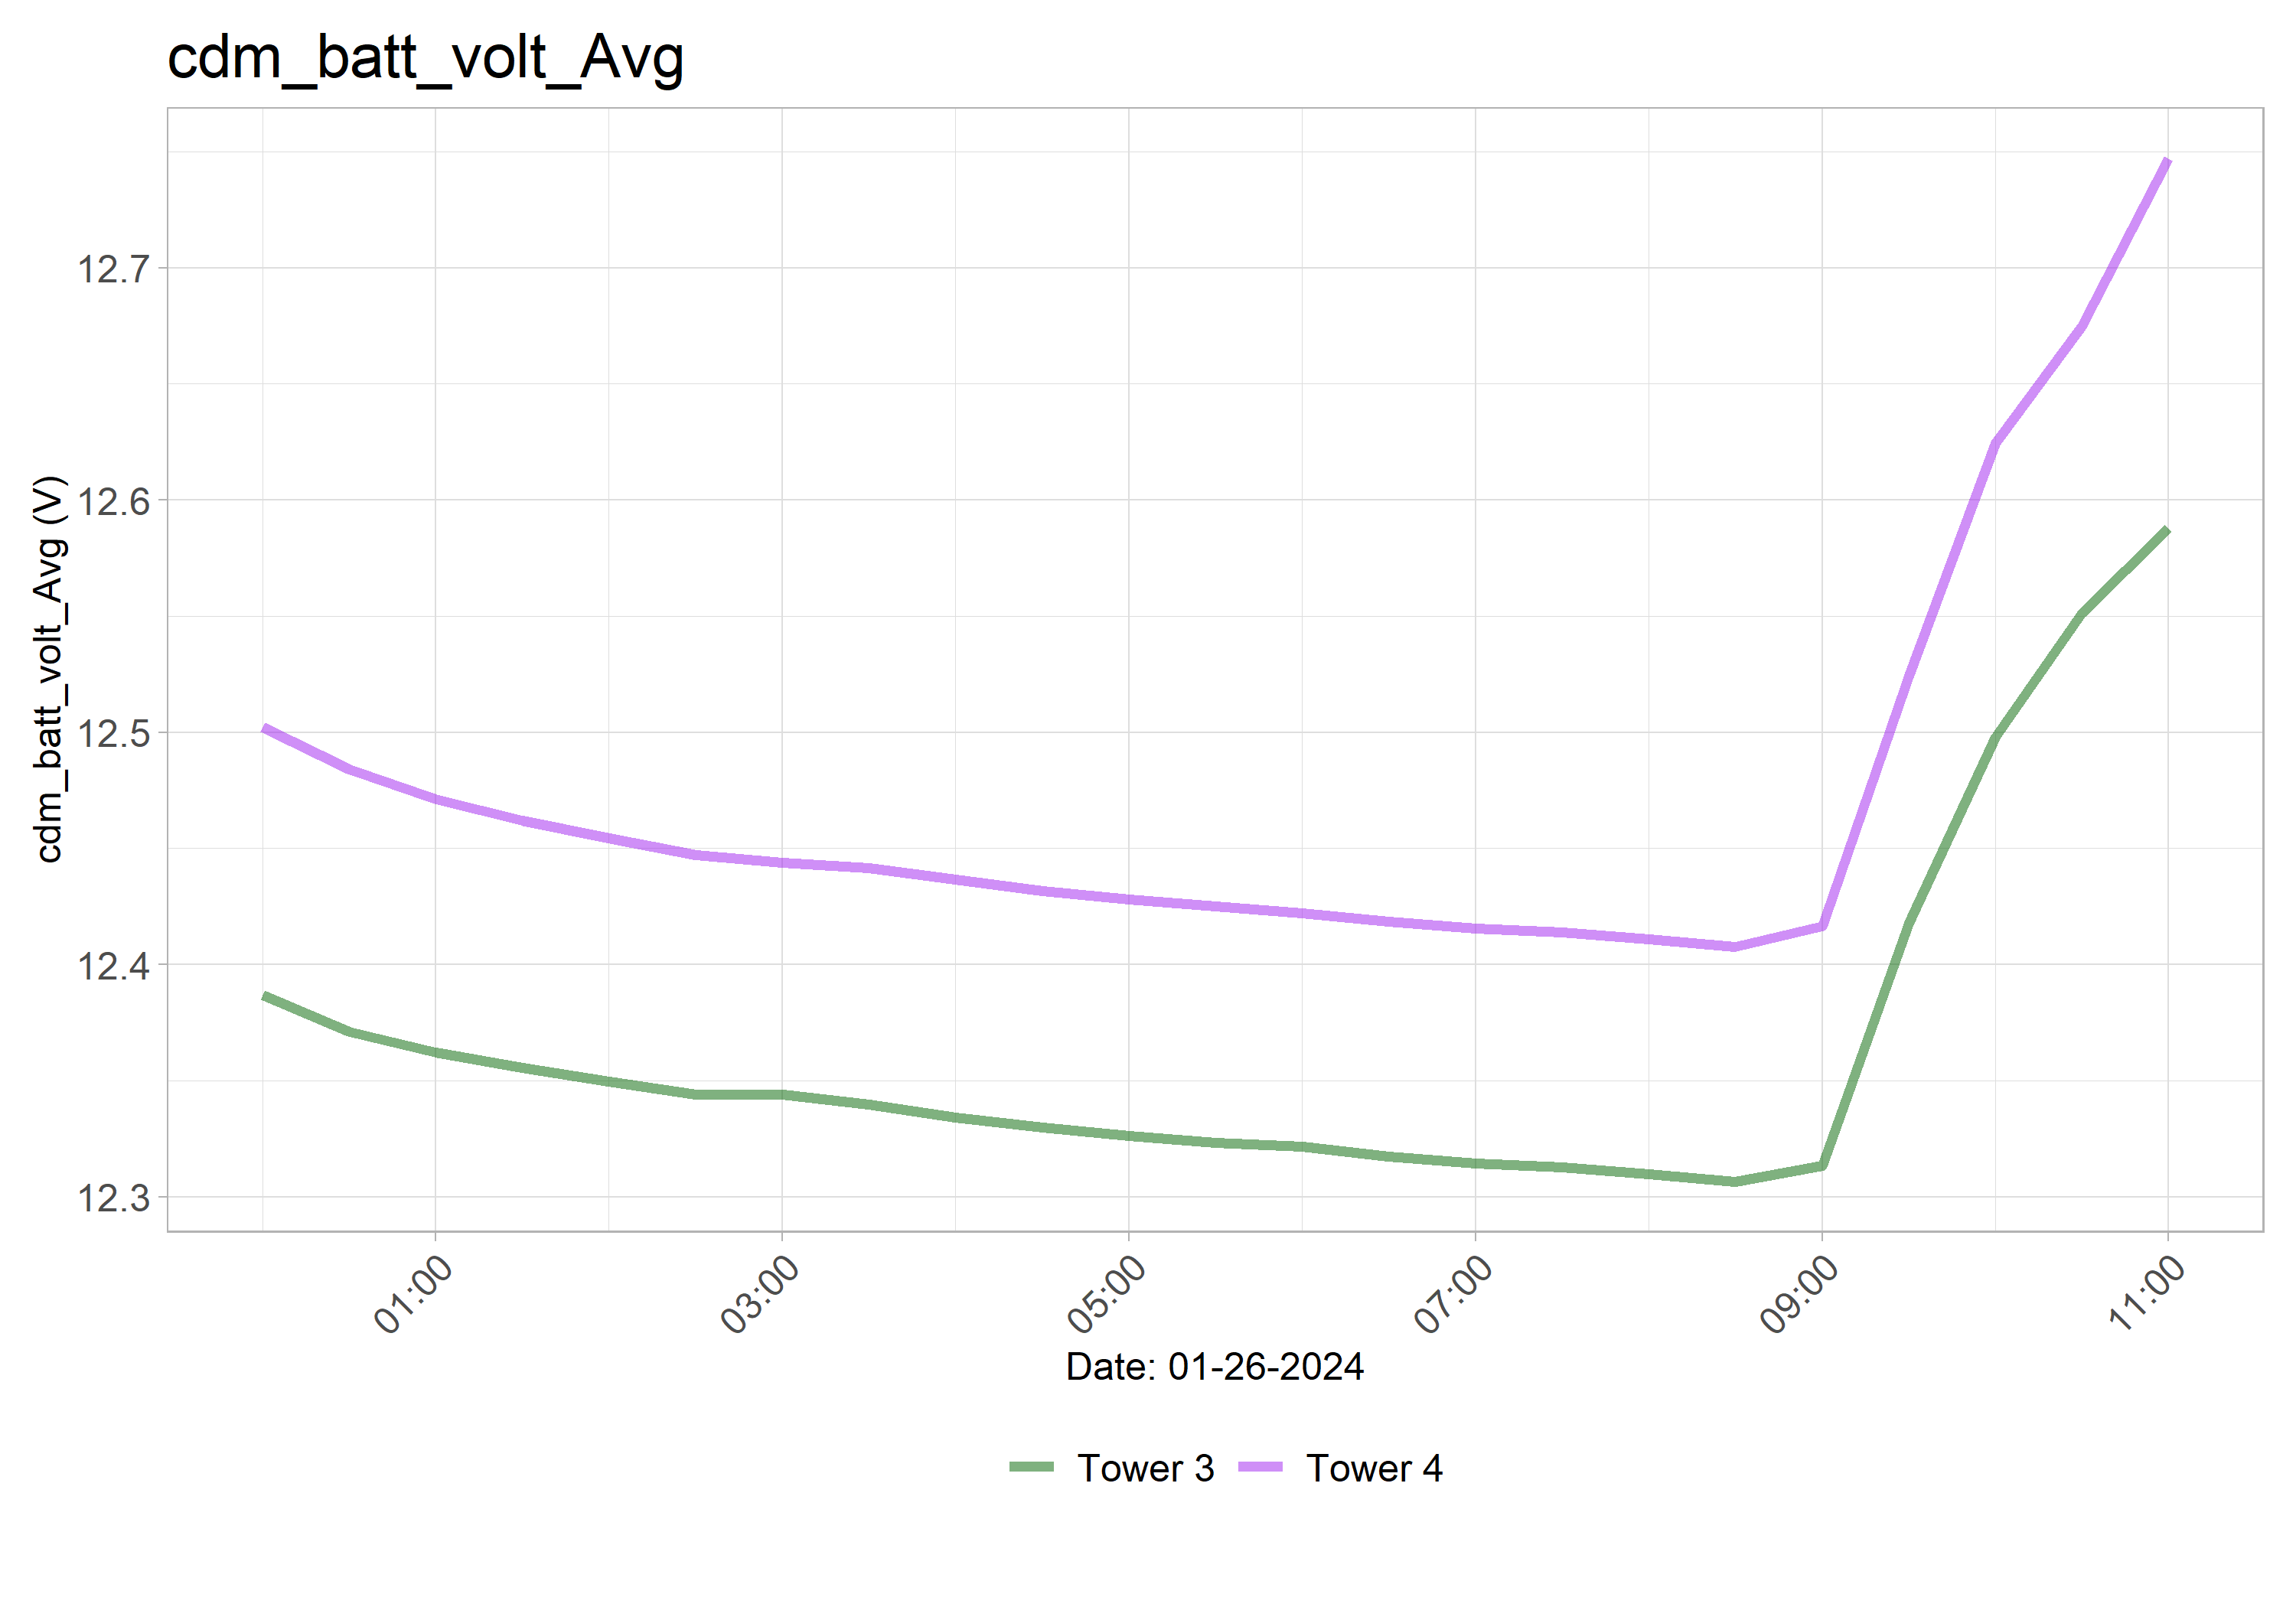 cdm_batt_volt_Avg
cdm_batt_volt_Avg (V)
12.7
12.6
12.5
12.4
12.3
01:00 03:00 05:00 07:00 09:00 11:00
Date: 01-26-2024
Tower 3 Tower 4